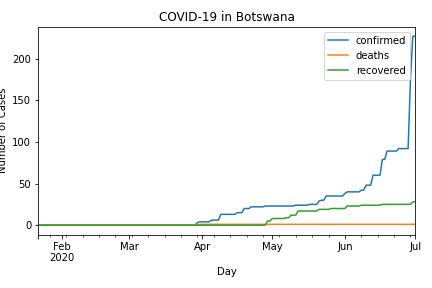 COVID-19 in Botswana
confirmed
deaths
recovered
200
150
100
50
0
Number of Cases
Feb
2020
Mar
Apr
May
Jun
Jul
Day